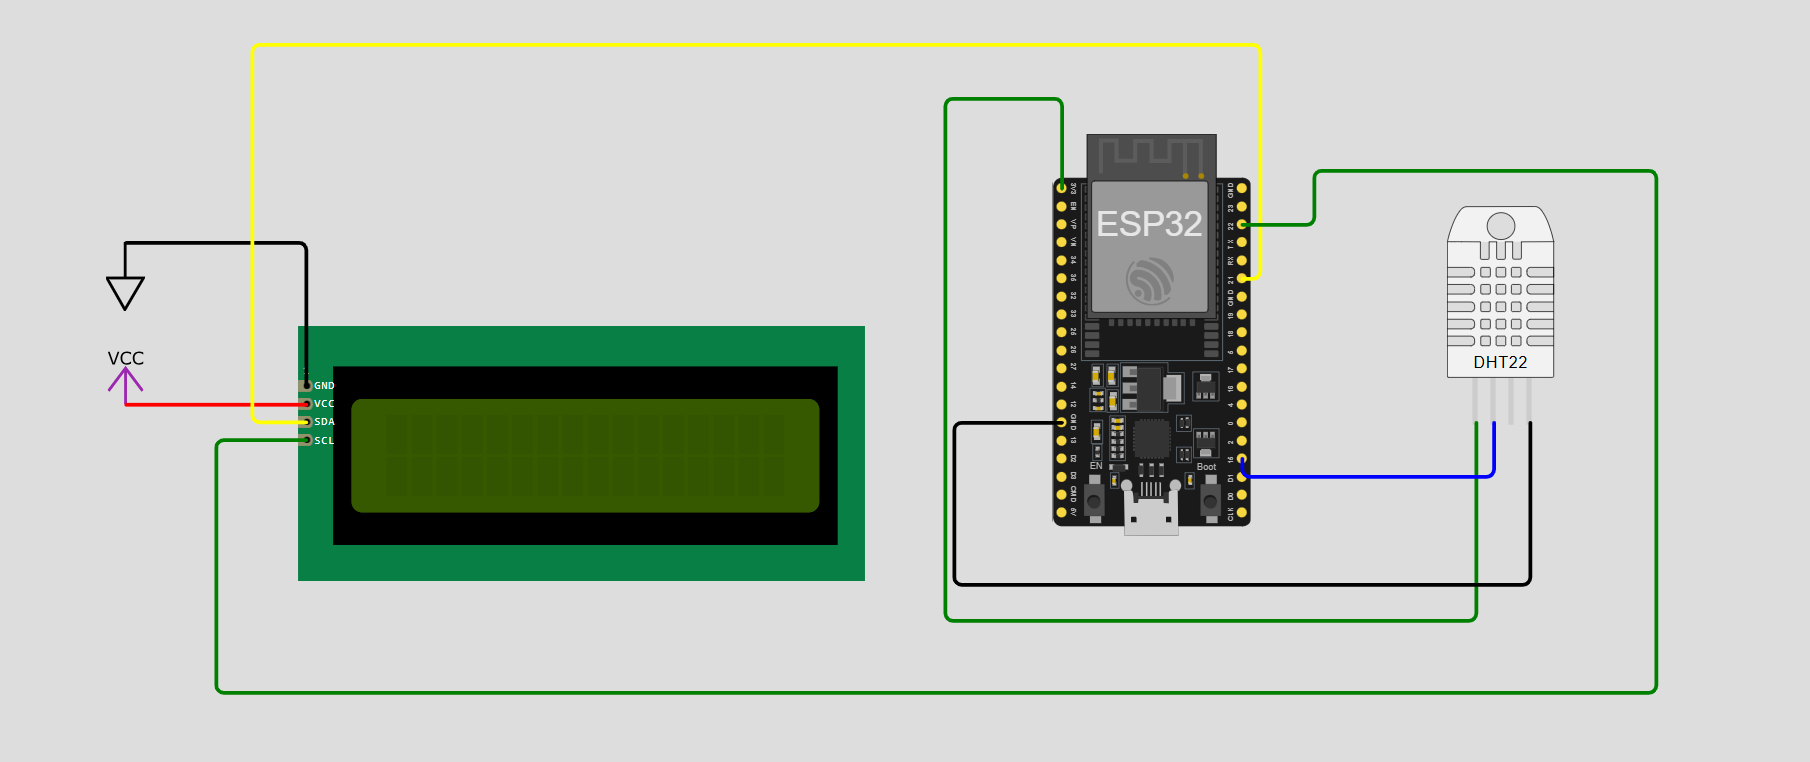 VCC
GND
VCC
SDA
SCL
ESP32
3V3
EN
VP
VN
34
35
32
33
25
26
27
14
12
GND
13
D2
D3
CMD
5V
GND
23
22
TX
RX
21
GND
19
18
5
17
16
4
0
2
15
D1
D0
CLK
EN
Boot
DHT22